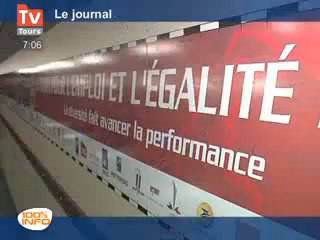 Tv
Tours
Le journal
7:06
L'EMPLOI ET L'ÉGALITÉ
La diversité fait avancer la performance
100%
INFO